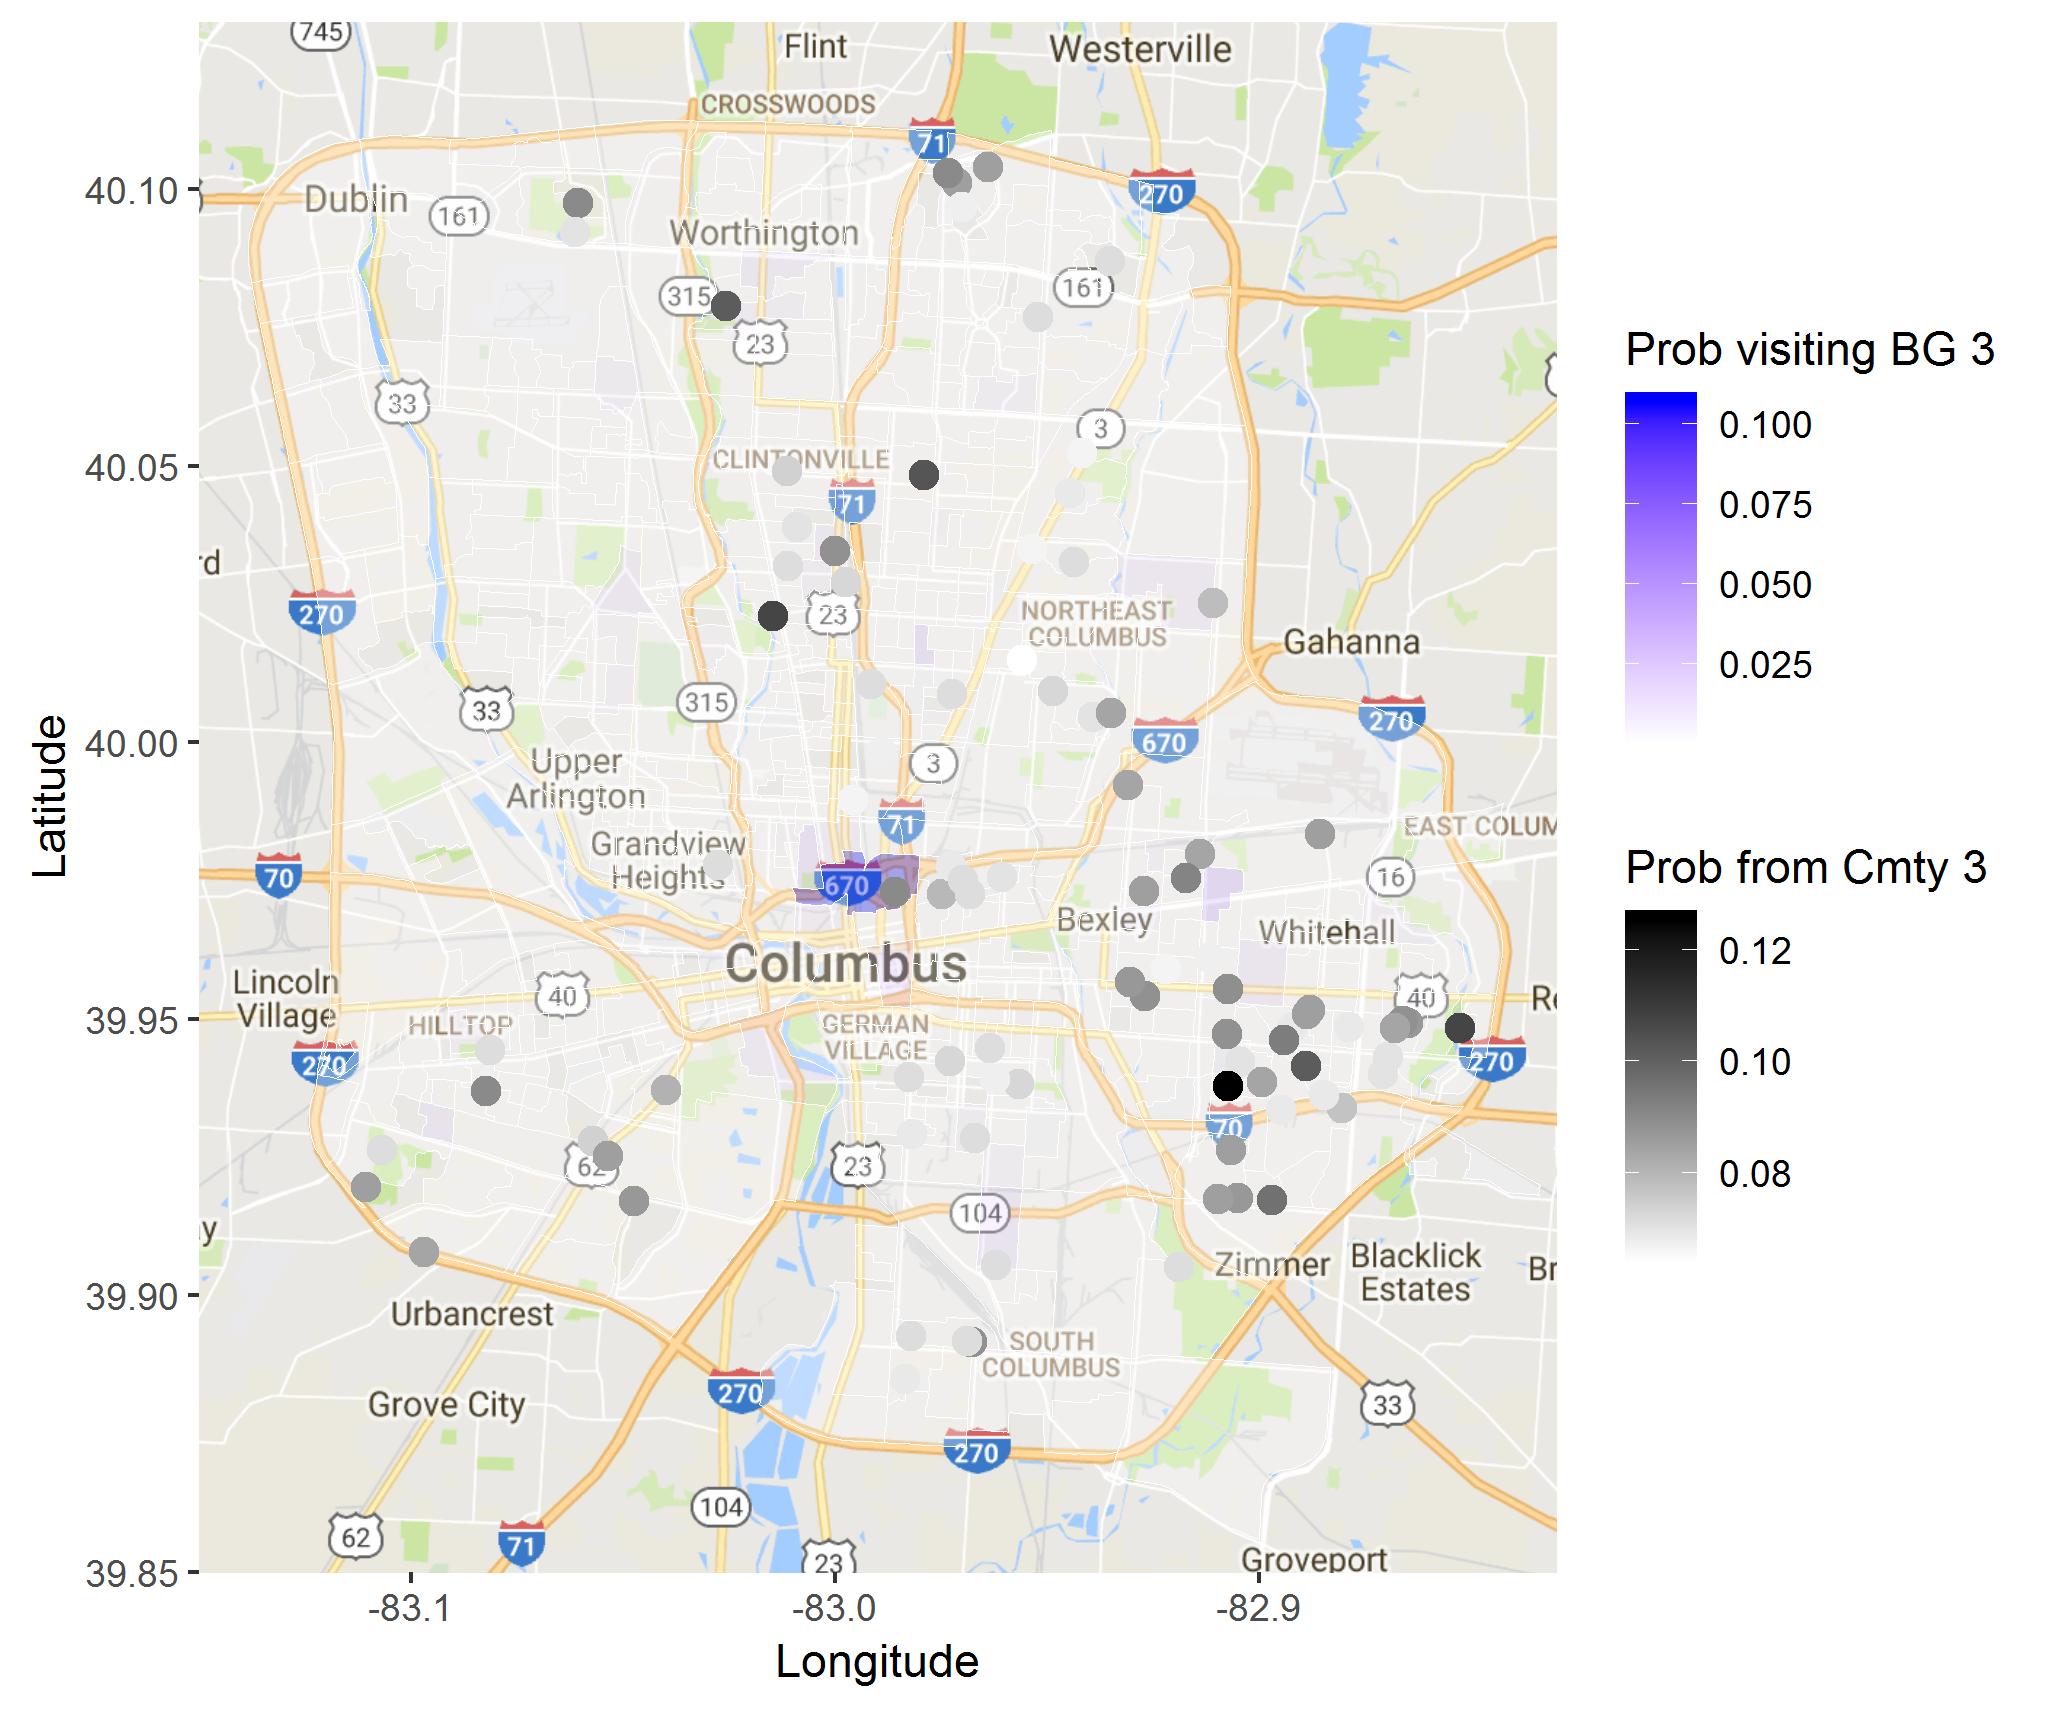 745
Flint
Westerville
CROSSWOODS
71
270
40.10
Dublin
161
Worthington
315
161
23
33
3
Prob visiting BG 3
0.100
0.075
0.050
0.025
40.05
CLINTONVILLE
71
rd
270
23
NORTHEAST
COLUMBUS
Gahanna
33
315
270
670
40.00
Latitude
Upper
Arlington
3
71
EAST COLUM
Grandview
Heights
70
670
16
Prob from Cmty 3
0.12
0.10
0.08
Bexley
Whitehall
Columbus
Lincoln
Village
40
40
Re
39.95
HILLTOP
GERMAN
VILLAGE
270
270
70
62
23
104
y
Zimmer
Blacklick
Estates
Br
39.90
Urbancrest
SOUTH
COLUMBUS
270
33
Grove City
270
104
62
71
23
Groveport
39.85
-83.1
-83.0
-82.9
Longitude